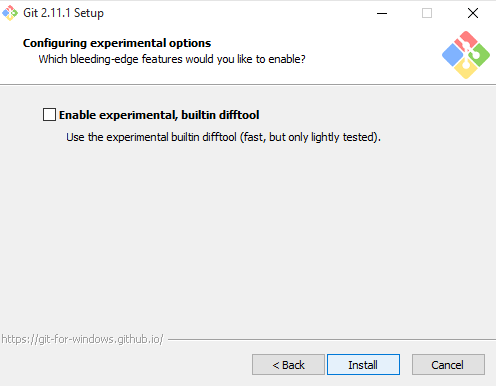 Git 2.11.1 Setup
Configuring experimental options
Which bleeding-edge features would you like to enable?
Enable experimental, builtin difftool
Use the experimental builtin difftool (fast, but only lightly tested).
https://git-for-windows.github.io/
< Back Install Cancel